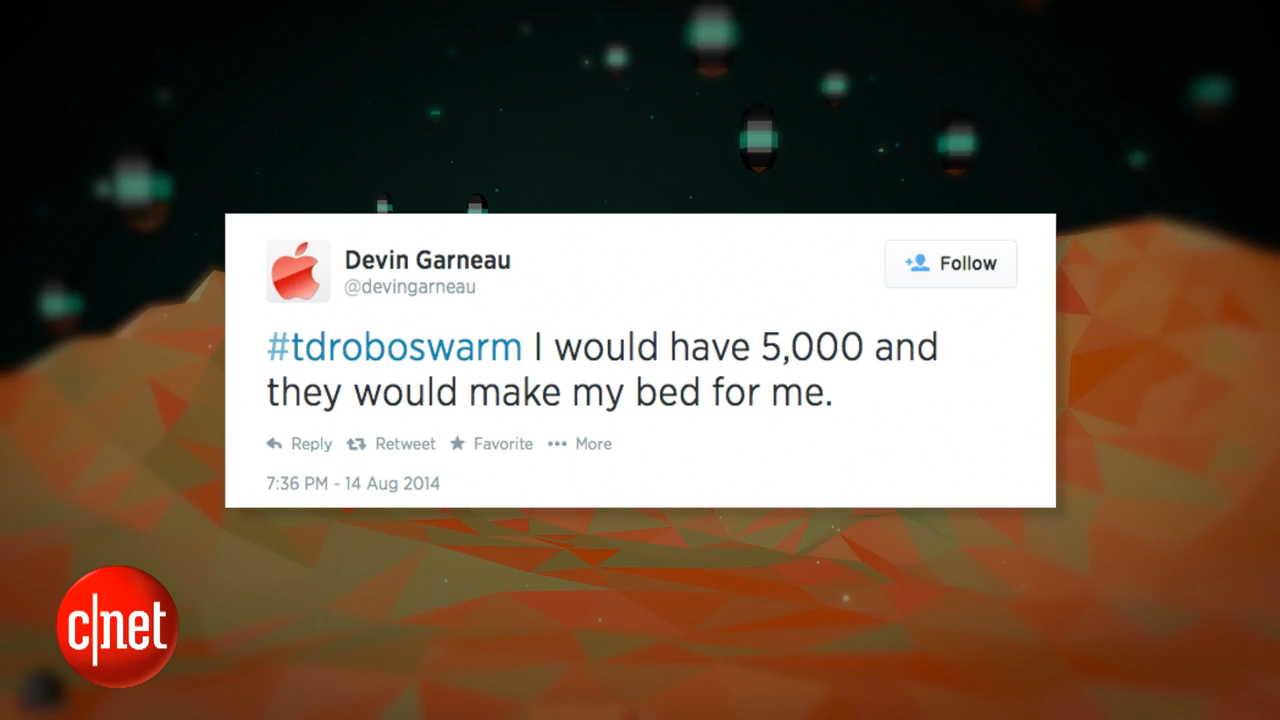 Devin Garneau
@devingarneau
Follow
#tdroboswarm I would have 5,000 and
they would make my bed for me.
Reply Retweet Favorite More
7:36 PM - 14 Aug 2014
c|net